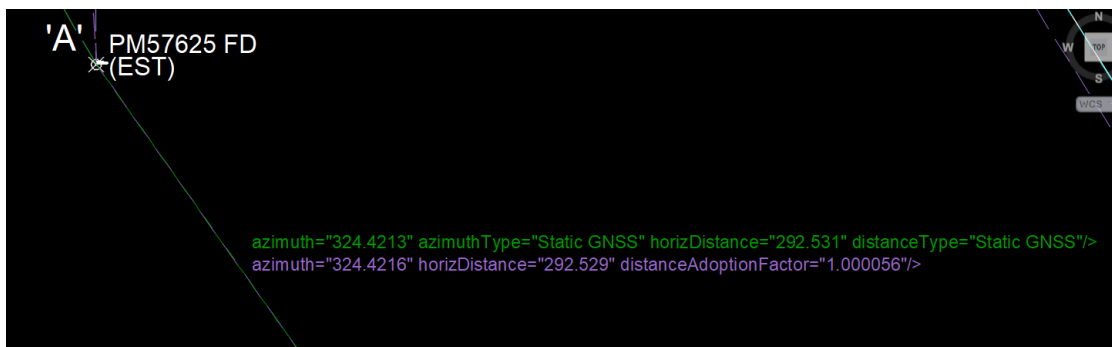 'A' PM57625 FD
(EST)
azimuth="324.4213" azimuthType="Static GNSS" horizDistance="292.531" distanceType="Static GNSS"/>
azimuth="324.4216" horizDistance="292.529" distanceAdoptionFactor="1.000056"/>
N
W TOP
S
WCS